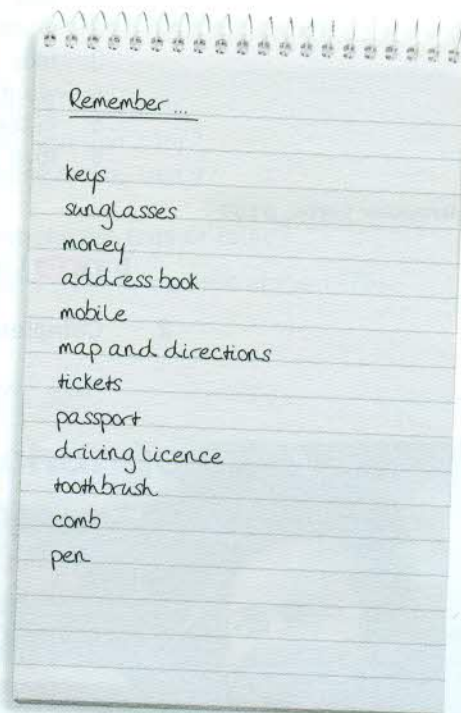 Remember...
keys
sunglasses
money
address book
mobile
map and directions
tickets
passport
driving licence
toothbrush
comb
pen